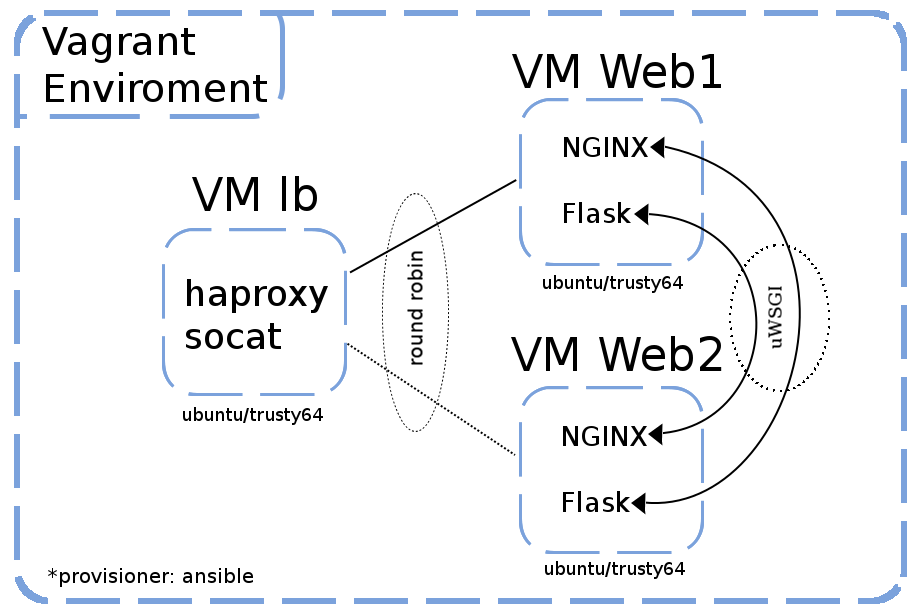 Vagrant
Enviroment
VM lb
haproxy
socat
ubuntu/trusty64
round robin
VM Web1
NGINX
Flask
ubuntu/trusty64
uWSGI
VM Web2
NGINX
Flask
ubuntu/trusty64
*provisioner: ansible